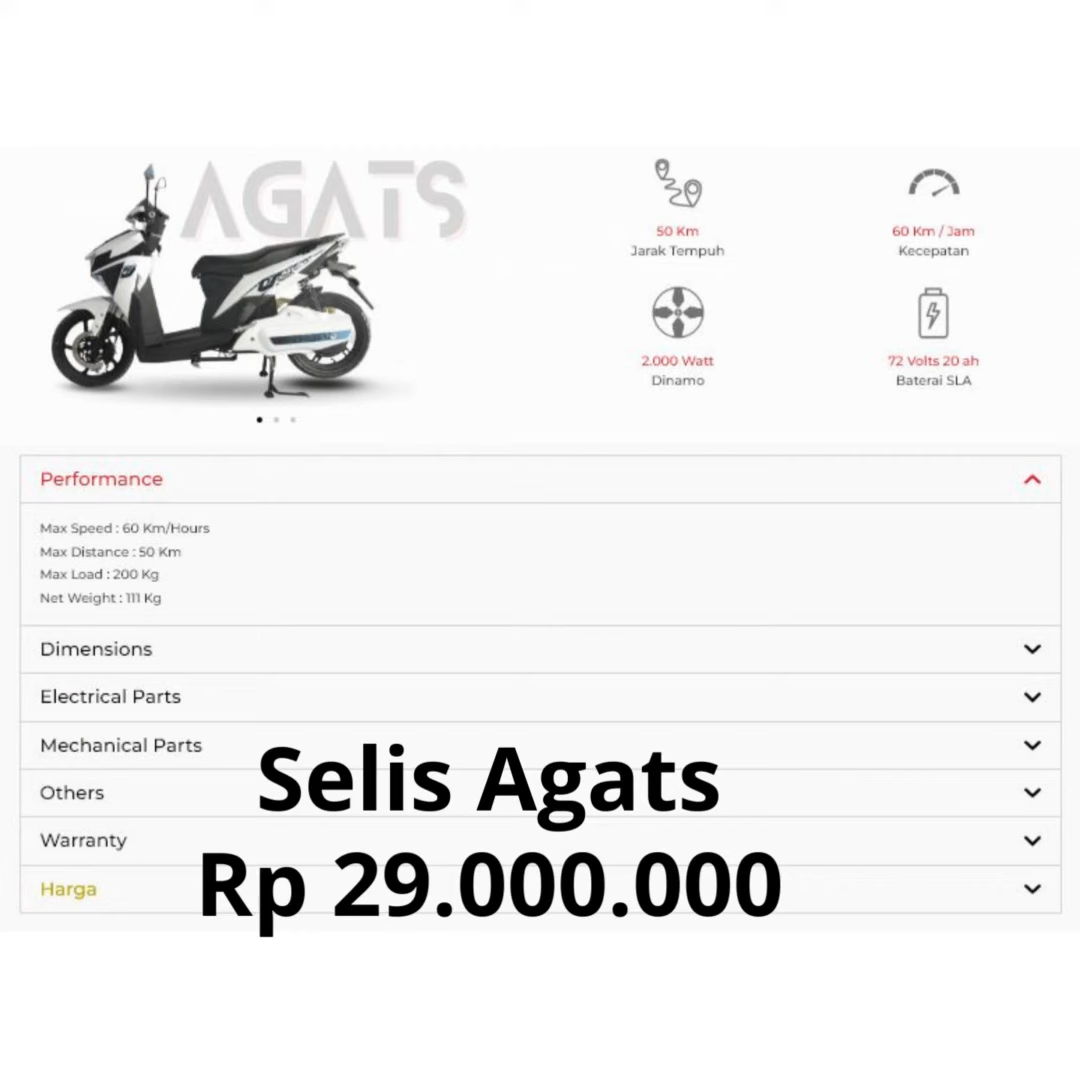 AGATS
50 Km
Jarak Tempuh
60 Km / Jam
Kecepatan
2.000 Watt
Dinamo
72 Volts 20 ah
Baterai SLA
Performance
Max Speed : 60 Km/Hours
Max Distance : 50 Km
Max Load : 200 Kg
Net Weight : 111 Kg
Dimensions
Electrical Parts
Mechanical Parts
Others
Warranty
Harga
Selis Agats
Rp 29.000.000